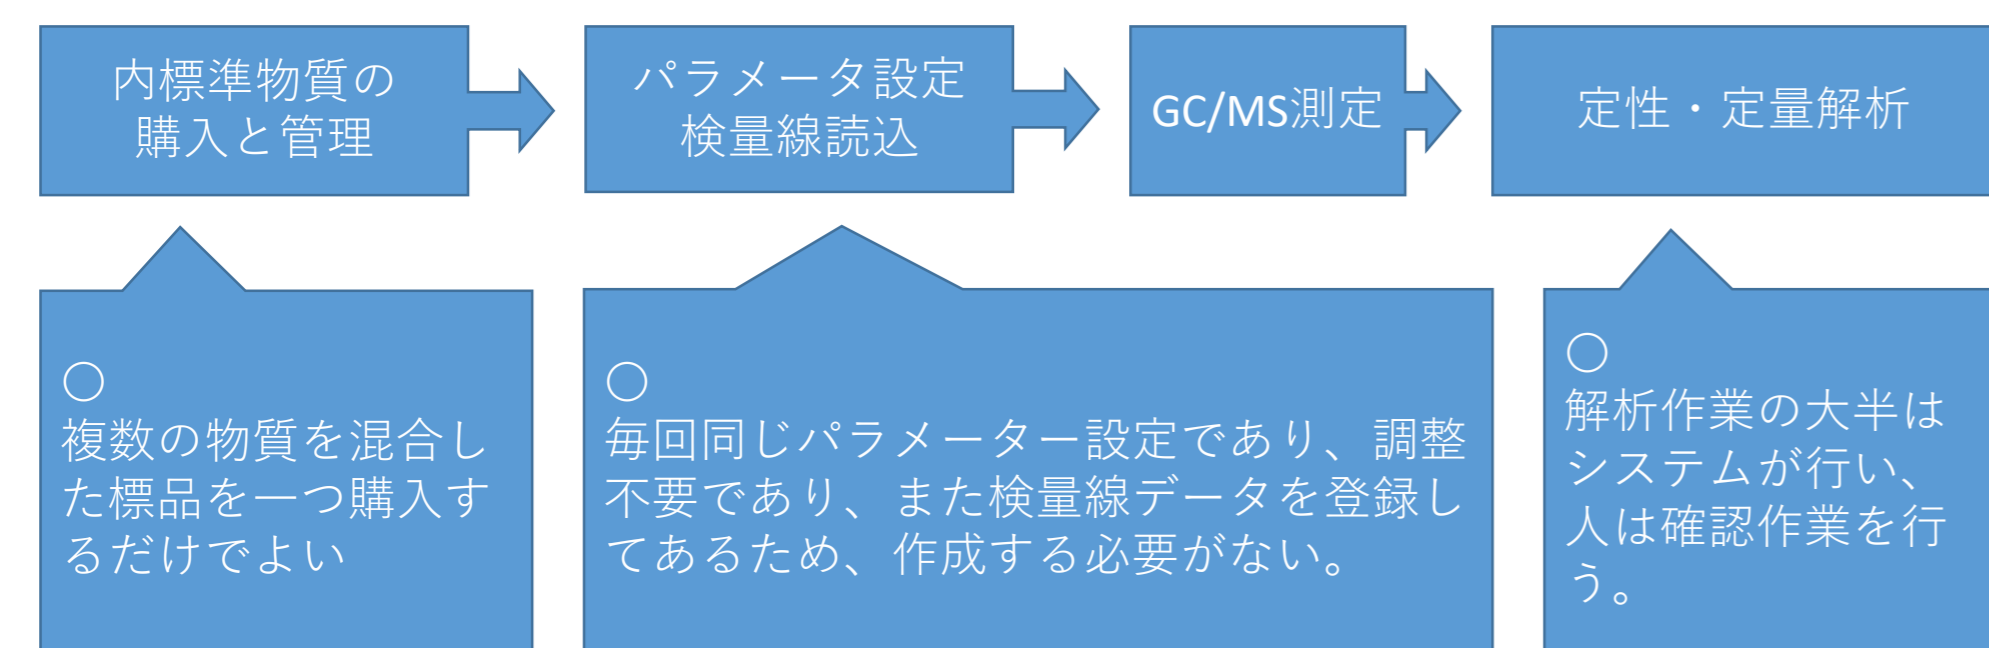 内標準物質の
購入と管理
パラメータ設定
検量線読込
GC/MS測定
定性・定量解析
○
複数の物質を混合し
た標品を一つ購入す
るだけでよい
○
毎回同じパラメーター設定であり、調整
不要であり、また検量線データを登録し
てあるため、作成する必要がない。
○
解析作業の大半は
システムが行い、
人は確認作業を行
う。